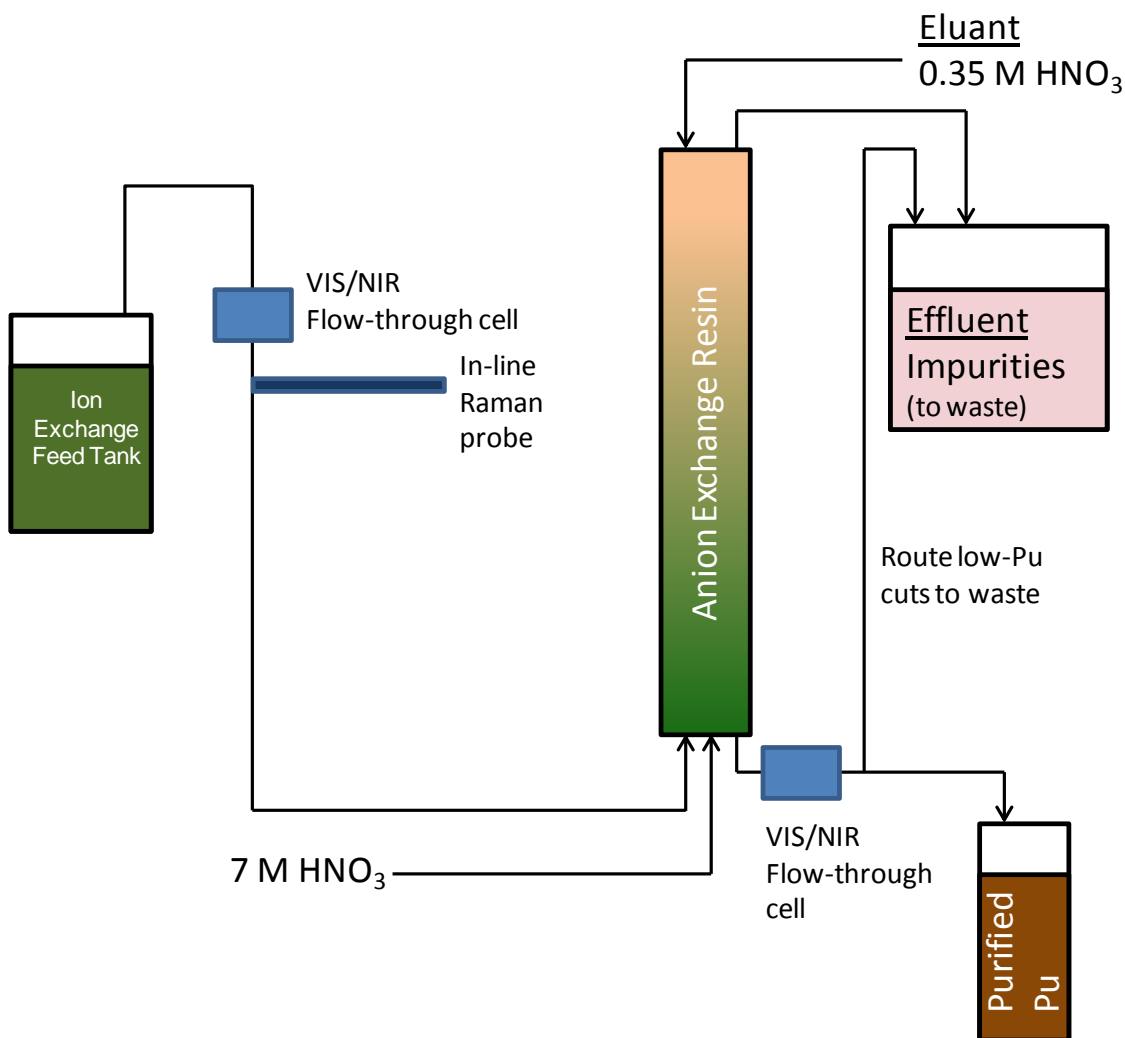 Eluant
0.35 M HNO₃
VIS/NIR
Flow-through cell
In-line
Raman
probe
Ion
Exchange
Feed Tank
Anion Exchange Resin
Effluent
Impurities
(to waste)
Route low-Pu
cuts to waste
7 M HNO₃
VIS/NIR
Flow-through
cell
Purified
Pu